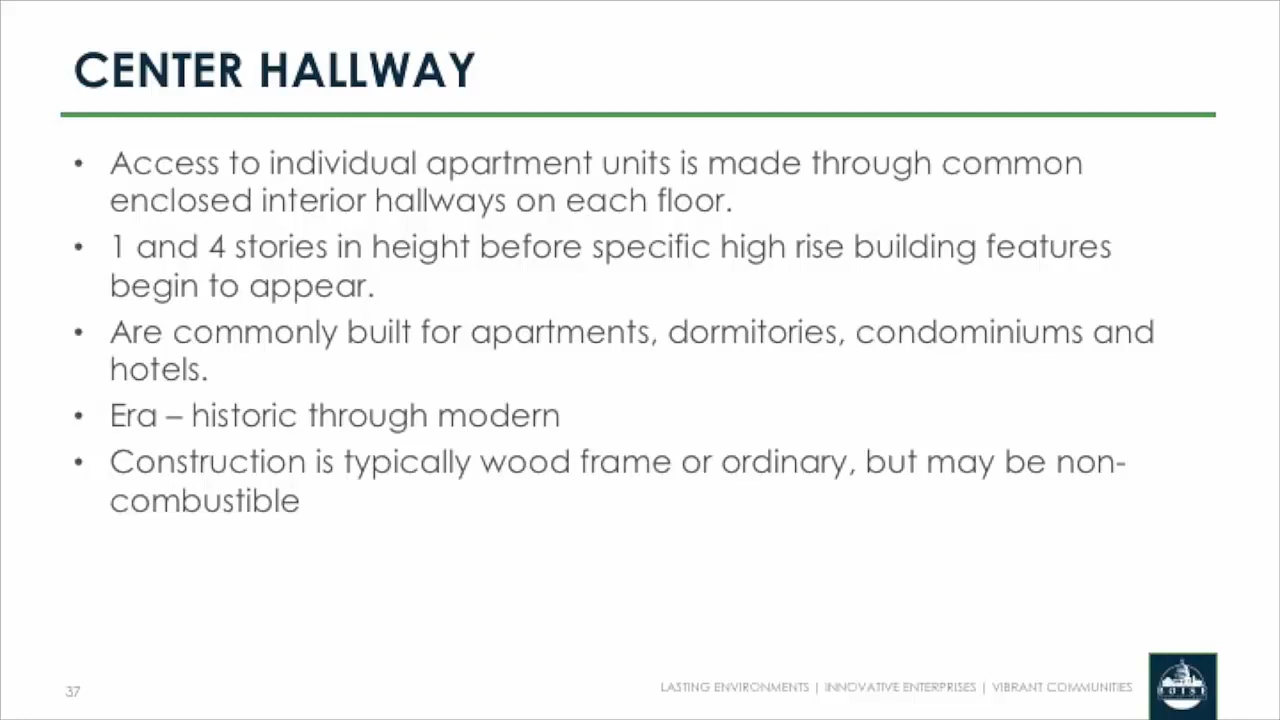 CENTER HALLWAY
• Access to individual apartment units is made through common
enclosed interior hallways on each floor.
• 1 and 4 stories in height before specific high rise building features
begin to appear.
• Are commonly built for apartments, dormitories, condominiums and
hotels.
• Era – historic through modern
• Construction is typically wood frame or ordinary, but may be non-
combustible
37
LASTING ENVIRONMENTS | INNOVATIVE ENTERPRISES | VIBRANT COMMUNITIES
BOISE